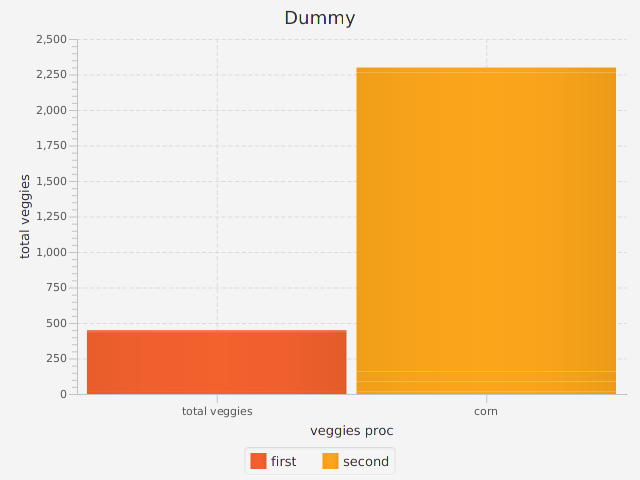 Dummy
2,500
2,250
2,000
1,750
1,500
1,250
1,000
750
500
250
0
total veggies
total veggies corn
veggies proc
first second